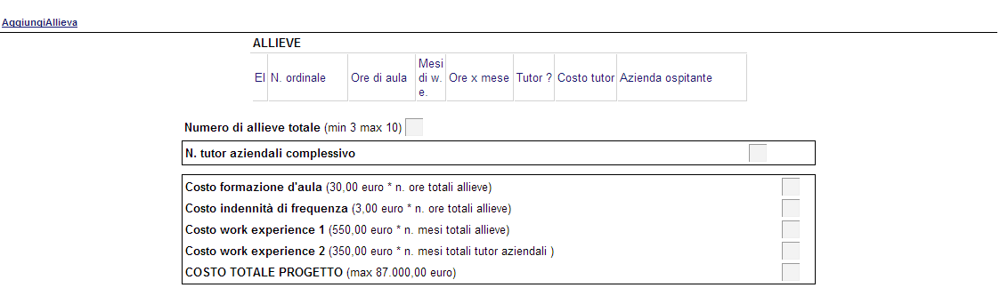 AggiungiAllieva
ALLIEVE
El N. ordinale Ore di aula Mesi di w. e. Ore x mese Tutor ? Costo tutor Azienda ospitante
Numero di allieve totale (min 3 max 10)
N. tutor aziendali complessivo
Costo formazione d'aula (30,00 euro * n. ore totali allieve)
Costo indennità di frequenza (3,00 euro * n. ore totali allieve)
Costo work experience 1 (550,00 euro * n. mesi totali allieve)
Costo work experience 2 (350,00 euro * n. mesi totali tutor aziendali )
COSTO TOTALE PROGETTO (max 87.000,00 euro)